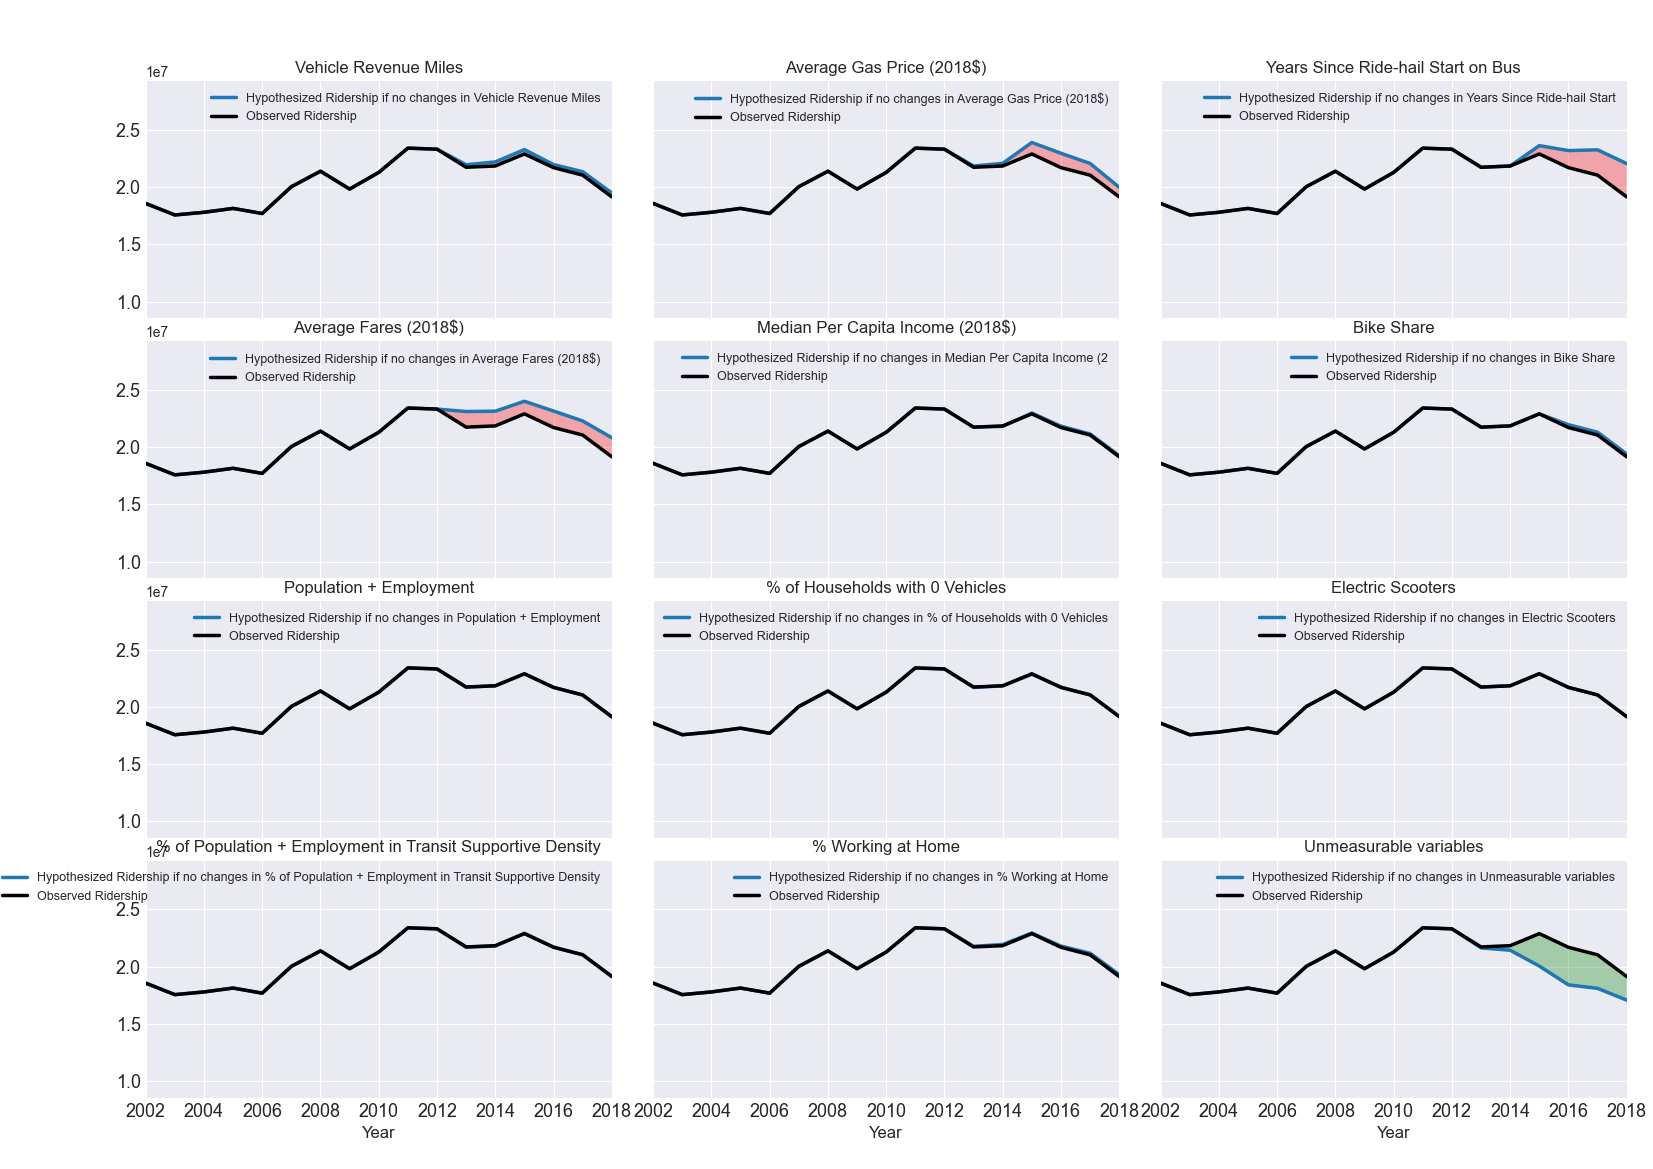 Vehicle Revenue Miles
1e7
Hypothesized Ridership if no changes in Vehicle Revenue Miles
Observed Ridership
2.5
2.0
1.5
1.0
Average Gas Price (2018$)
Hypothesized Ridership if no changes in Average Gas Price (2018$)
Observed Ridership
Years Since Ride-hail Start on Bus
Hypothesized Ridership if no changes in Years Since Ride-hail Start
Observed Ridership
Average Fares (2018$)
1e7
Hypothesized Ridership if no changes in Average Fares (2018$)
Observed Ridership
2.5
2.0
1.5
1.0
Median Per Capita Income (2018$)
Hypothesized Ridership if no changes in Median Per Capita Income (2
Observed Ridership
Bike Share
Hypothesized Ridership if no changes in Bike Share
Observed Ridership
Population + Employment
1e7
Hypothesized Ridership if no changes in Population + Employment
Observed Ridership
2.5
2.0
1.5
1.0
% of Households with 0 Vehicles
Hypothesized Ridership if no changes in % of Households with 0 Vehicles
Observed Ridership
Electric Scooters
Hypothesized Ridership if no changes in Electric Scooters
Observed Ridership
% of Population + Employment in Transit Supportive Density
1e7
Hypothesized Ridership if no changes in % of Population + Employment in Transit Supportive Density
Observed Ridership
2.5
2.0
1.5
1.0
2002 2004 2006 2008 2010 2012 2014 2016 2018
Year
% Working at Home
Hypothesized Ridership if no changes in % Working at Home
Observed Ridership
2002 2004 2006 2008 2010 2012 2014 2016 2018
Year
Unmeasurable variables
Hypothesized Ridership if no changes in Unmeasurable variables
Observed Ridership
2002 2004 2006 2008 2010 2012 2014 2016 2018
Year